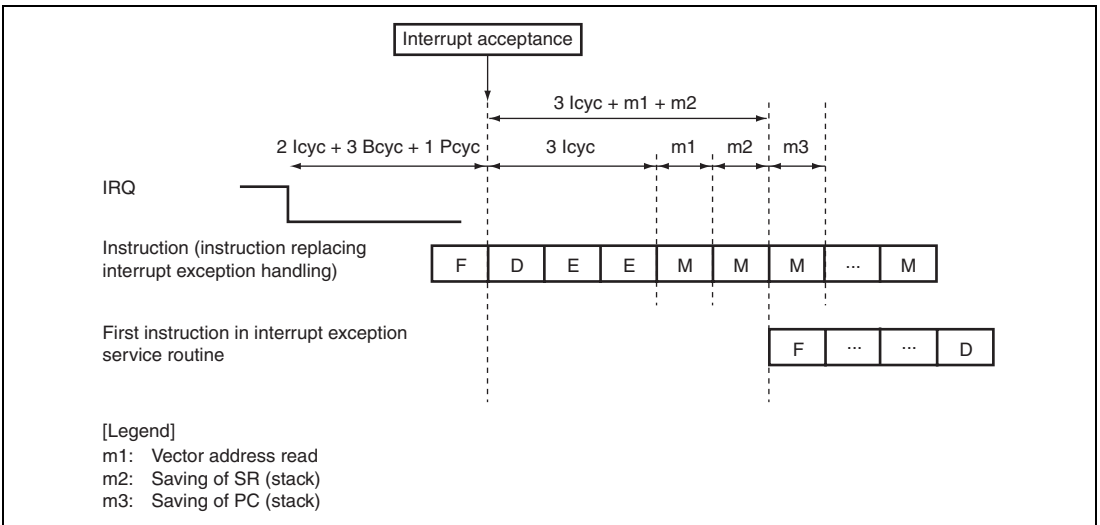 Interrupt acceptance
3 Icyc + m1 + m2
2 Icyc + 3 Bcyc + 1 Pcyc
3 Icyc
m1
m2
m3
IRQ
Instruction (instruction replacing
interrupt exception handling)
F D E E M M M ... M
First instruction in interrupt exception
service routine
F ... ... D
[Legend]
m1: Vector address read
m2: Saving of SR (stack)
m3: Saving of PC (stack)